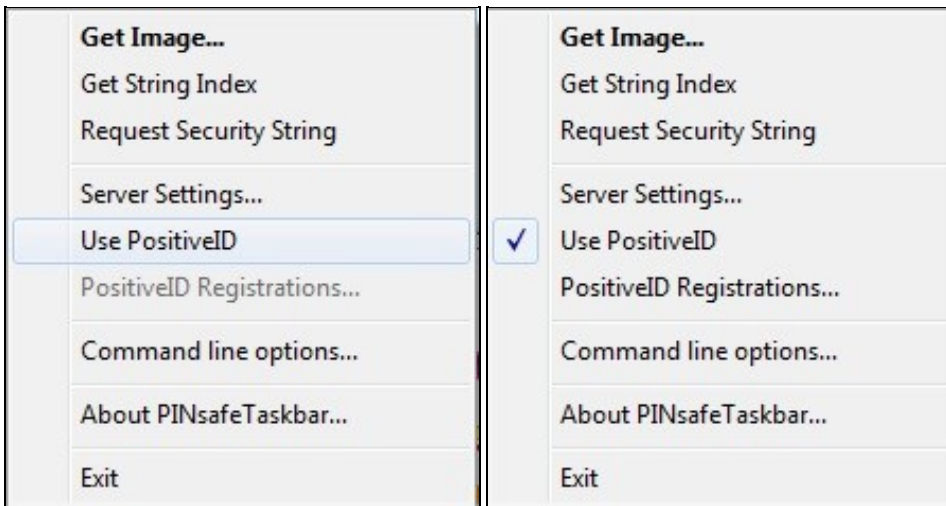 Get Image...
Get String Index
Request Security String
Server Settings...
Use PositiveID
PositiveID Registrations...
Command line options...
About PINsafeTaskbar...
Exit
Get Image...
Get String Index
Request Security String
Server Settings...
Use PositiveID
PositiveID Registrations...
Command line options...
About PINsafeTaskbar...
Exit